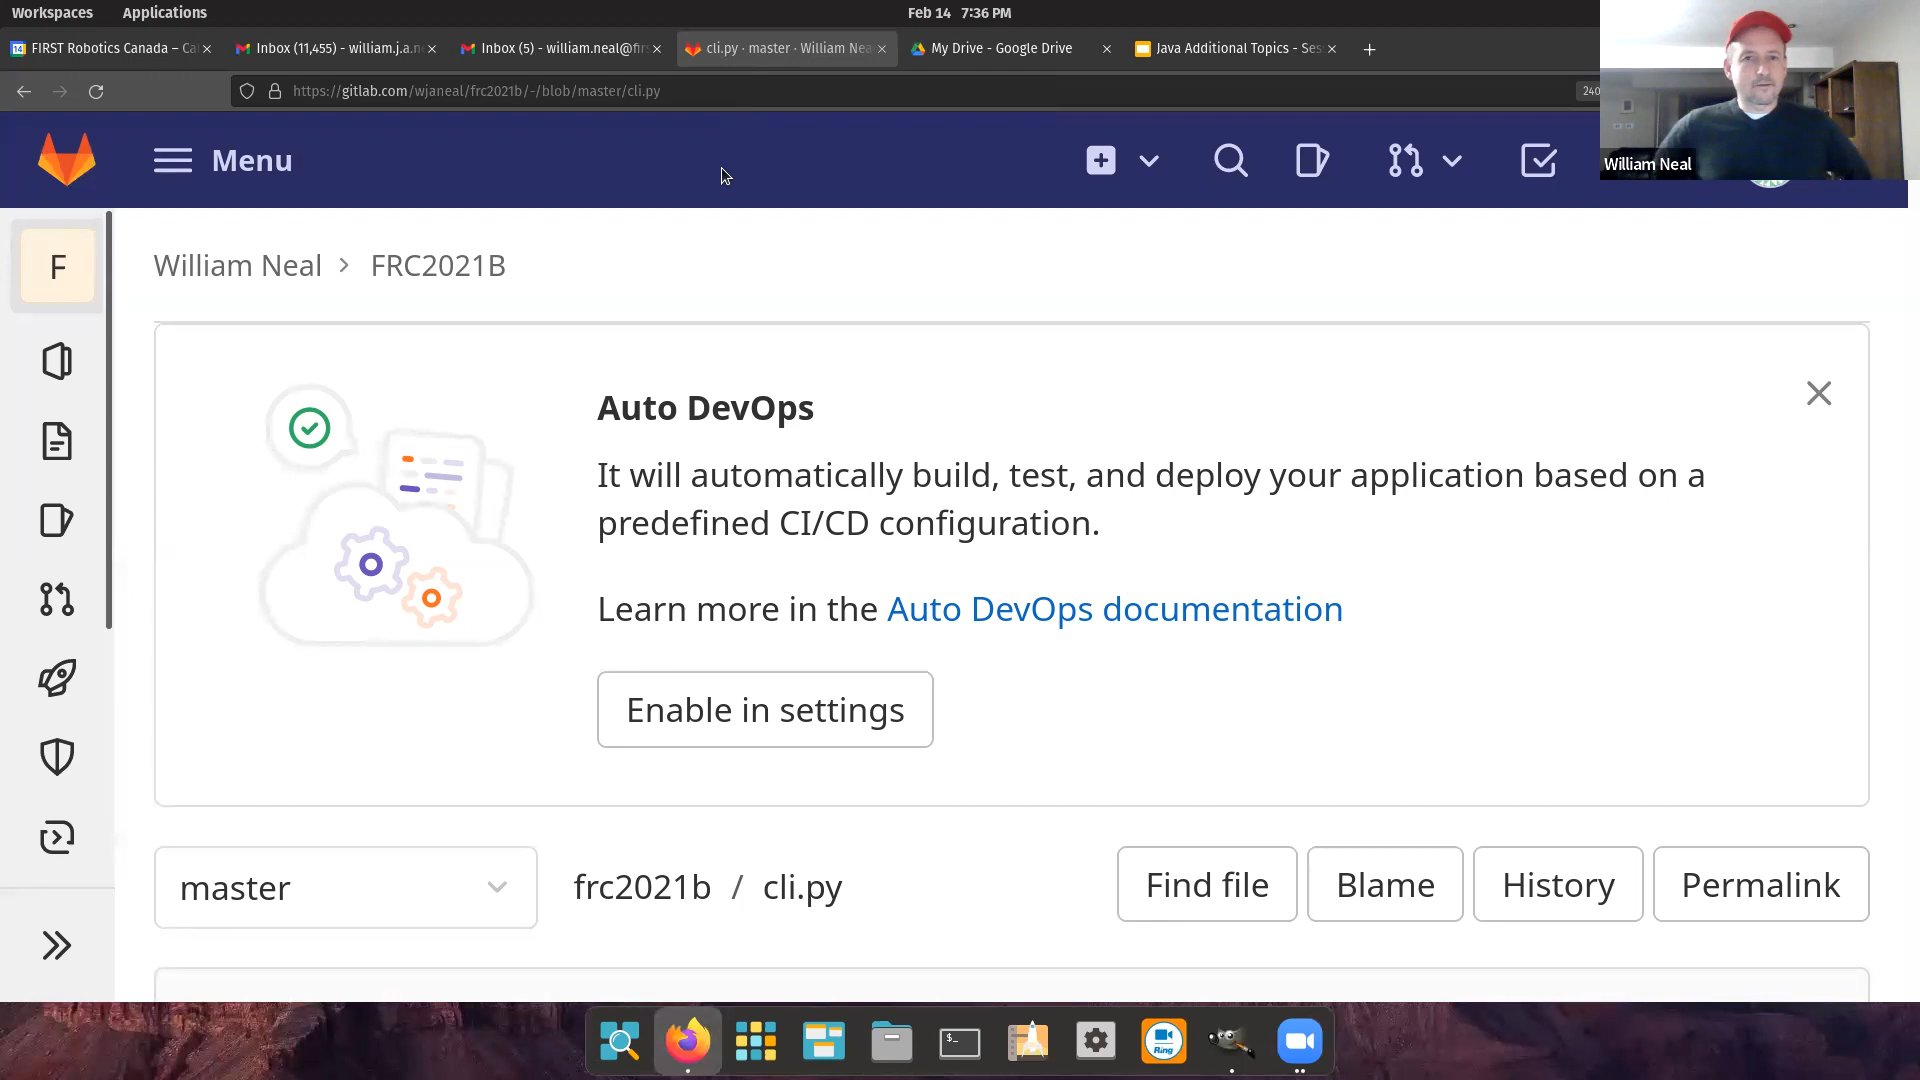 Workspaces Applications Feb 14 7:36 PM
FIRST Robotics Canada – Ca Inbox (11,455) - william.j.a.n Inbox (5) - william.neal@fir cli.py · master · William Nea My Drive - Google Drive Java Additional Topics - Ses
https://gitlab.com/wjaneal/frc2021b/-/blob/master/cli.py 240
Menu
William Neal
F
William Neal > FRC2021B
Auto DevOps
It will automatically build, test, and deploy your application based on a
predefined CI/CD configuration.
Learn more in the Auto DevOps documentation
Enable in settings
master frc2021b / cli.py Find file Blame History Permalink
$_ Ring